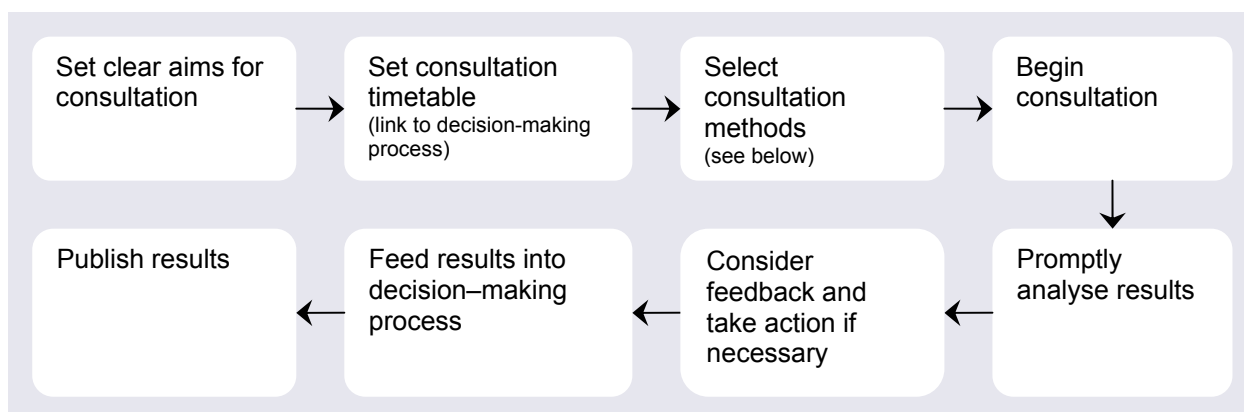 Set clear aims for
consultation
Set consultation
timetable
(link to decision-making
process)
Select
consultation
methods
(see below)
Begin
consultation
Promptly
analyse results
Consider
feedback and
take action if
necessary
Feed results into
decision–making
process
Publish results